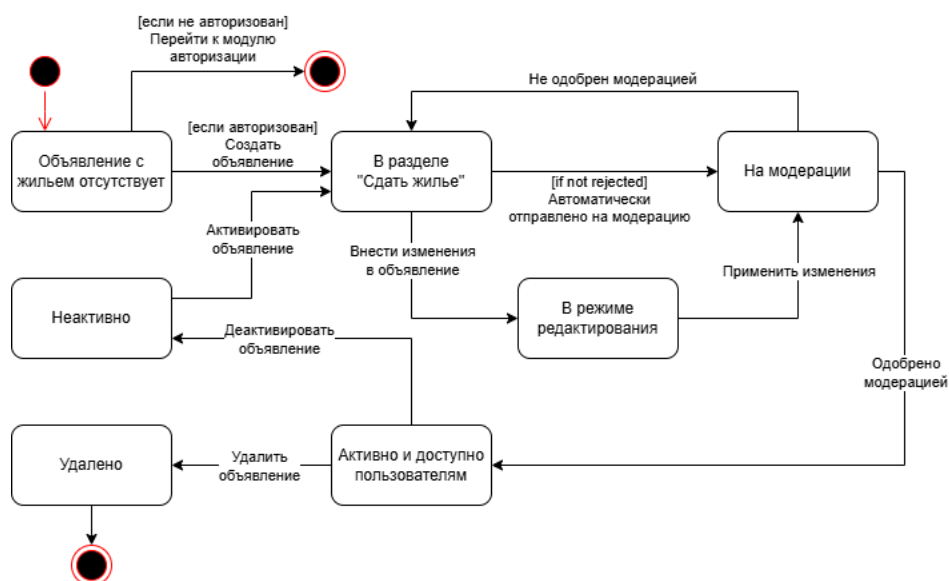 [если не авторизован]
Перейти к модулю
авторизации
Не одобрен модерацией
[если авторизован]
Создать
объявление
Объявление с
жильем отсутствует
В разделе
"Сдать жилье"
На модерации
[if not rejected]
Автоматически
отправлено на модерацию
Активировать
объявление
Внести изменения
в объявление
Применить изменения
Неактивно
В режиме
редактирования
Деактивировать
объявление
Одобрено
модерацией
Удалено
Удалить
объявление
Активно и доступно
пользователям